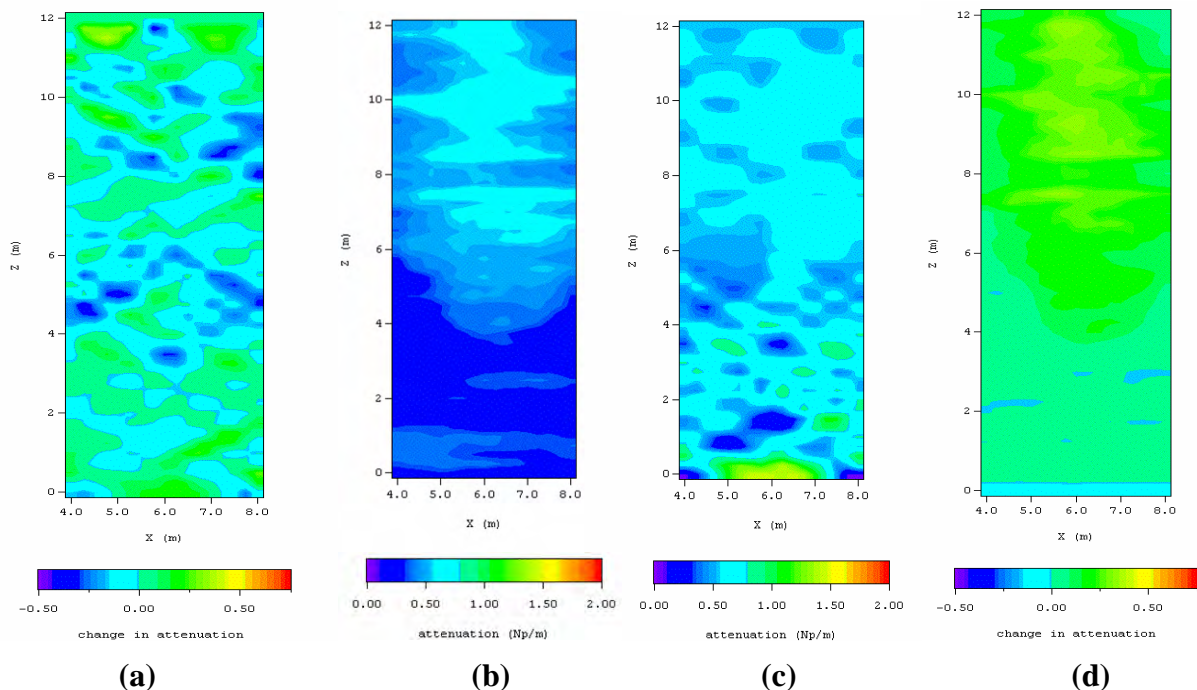 12
10
8
6
4
2
0
Z (m)
4.0 5.0 6.0 7.0 8.0
X (m)
-0.50 0.00 0.50
change in attenuation
(a)
12
10
8
6
4
2
0
Z (m)
4.0 5.0 6.0 7.0 8.0
X (m)
0.00 0.50 1.00 1.50 2.00
attenuation (Np/m)
(b)
12
10
8
6
4
2
0
Z (m)
4.0 5.0 6.0 7.0 8.0
X (m)
0.00 0.50 1.00 1.50 2.00
attenuation (Np/m)
(c)
12
10
8
6
4
2
0
Z (m)
4.0 5.0 6.0 7.0 8.0
X (m)
-0.50 0.00 0.50
change in attenuation
(d)